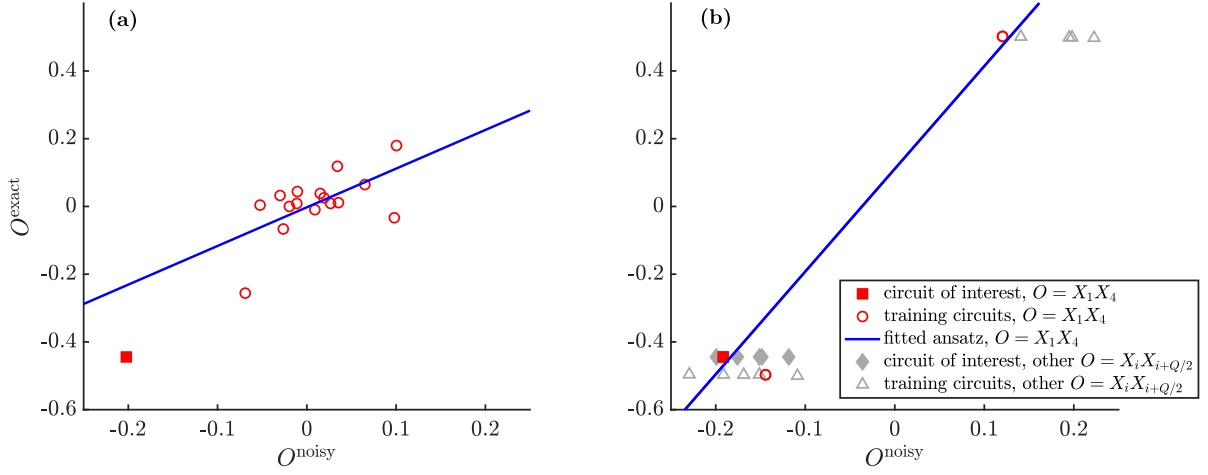 (a)
0.4
0.2
0
-0.2
-0.4
-0.6
-0.2
-0.1
0
0.1
0.2
O^exact
O^noisy
(b)
0.4
0.2
0
-0.2
-0.4
-0.6
-0.2
-0.1
0
0.1
0.2
O^noisy
circuit of interest, O = X₁X₄
training circuits, O = X₁X₄
fitted ansatz, O = X₁X₄
circuit of interest, other O = X_iX_{i+Q/2}
training circuits, other O = X_iX_{i+Q/2}